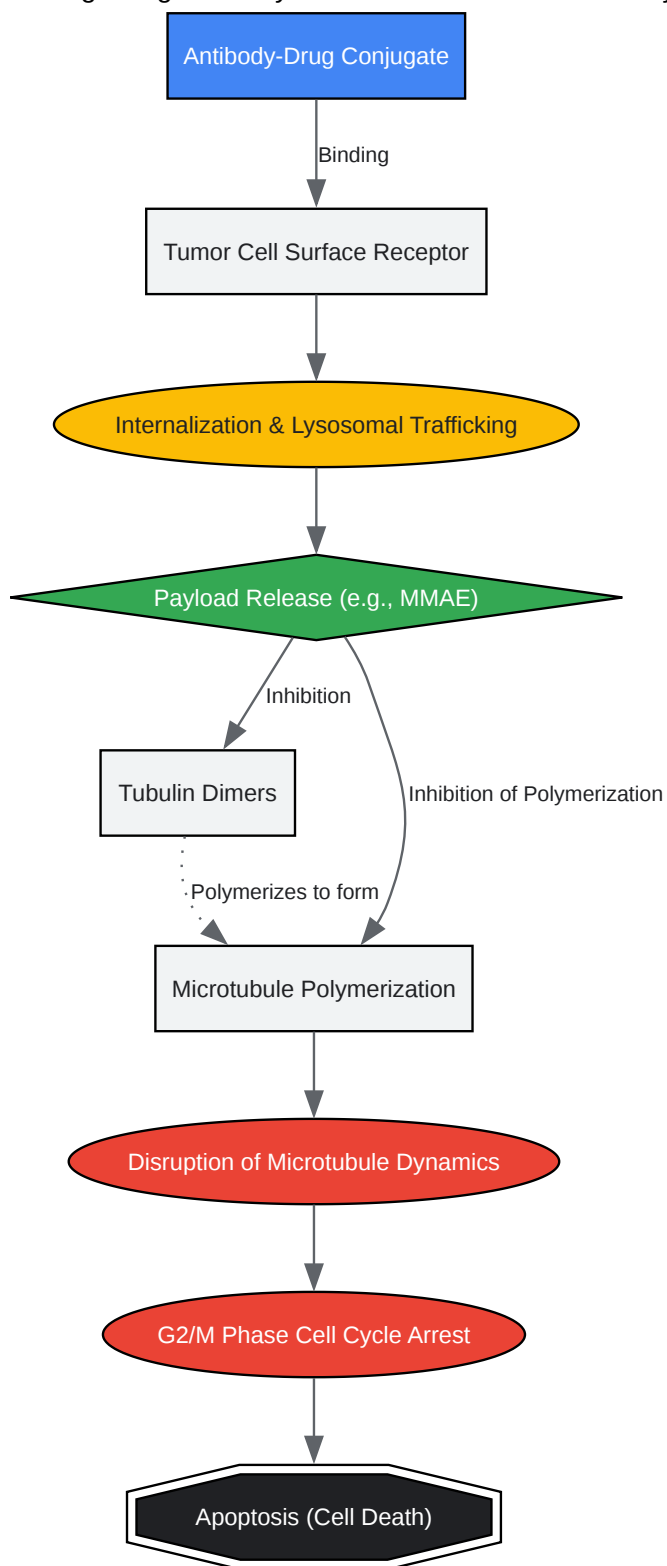 Antibody-Drug Conjugate
Binding
Tumor Cell Surface Receptor
Internalization & Lysosomal Trafficking
Payload Release (e.g., MMAE)
Inhibition
Tubulin Dimers
Inhibition of Polymerization
Polymerizes to form
Microtubule Polymerization
Disruption of Microtubule Dynamics
G2/M Phase Cell Cycle Arrest
Apoptosis (Cell Death)